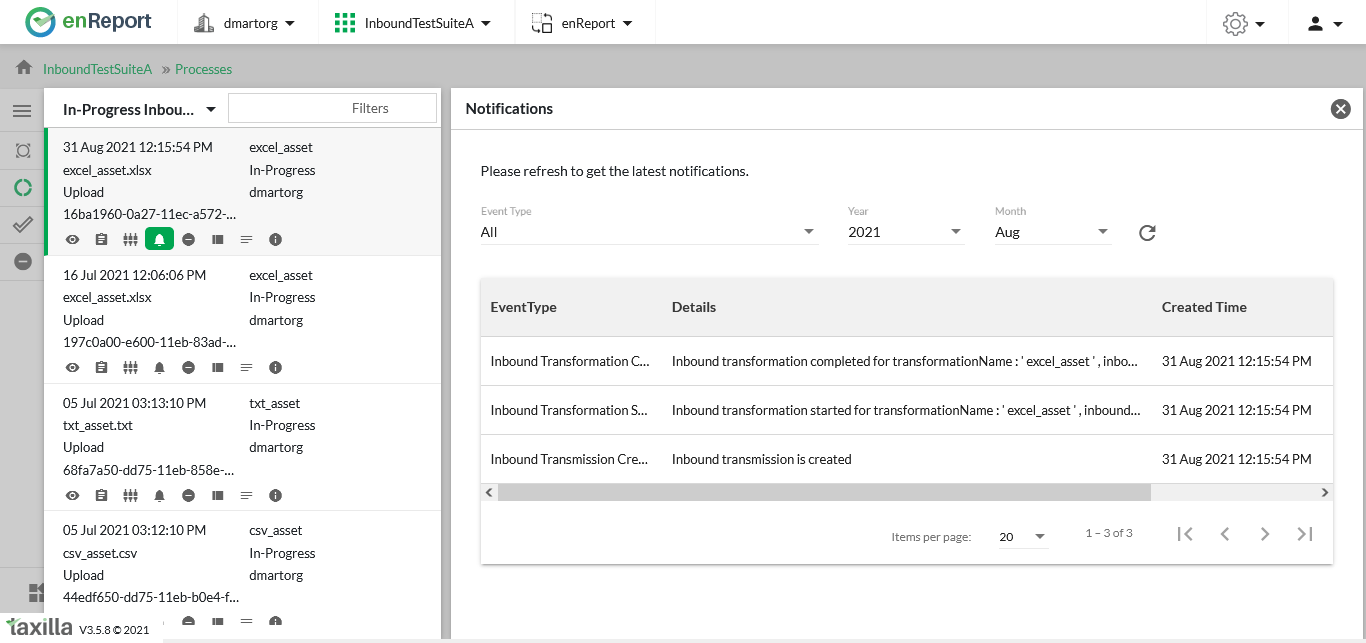 enReport dmartorg InboundTestSuiteA enReport
InboundTestSuiteA » Processes
In-Progress Inbou... Filters
31 Aug 2021 12:15:54 PM excel_asset
excel_asset.xlsx In-Progress
Upload dmartorg
16ba1960-0a27-11ec-a572-...
16 Jul 2021 12:06:06 PM excel_asset
excel_asset.xlsx In-Progress
Upload dmartorg
197c0a00-e600-11eb-83ad-...
05 Jul 2021 03:13:10 PM txt_asset
txt_asset.txt In-Progress
Upload dmartorg
68fa7a50-dd75-11eb-858e-...
05 Jul 2021 03:12:10 PM csv_asset
csv_asset.csv In-Progress
Upload dmartorg
44edf650-dd75-11eb-b0e4-f...
taxilla V3.5.8 © 2021
Notifications
Please refresh to get the latest notifications.
Event Type Year Month
All 2021 Aug
EventType Details Created Time
Inbound Transformation C... Inbound transformation completed for transformationName : ' excel_asset ' , inbo... 31 Aug 2021 12:15:54 PM
Inbound Transformation S... Inbound transformation started for transformationName : ' excel_asset ' , inbound... 31 Aug 2021 12:15:54 PM
Inbound Transmission Cre... Inbound transmission is created 31 Aug 2021 12:15:54 PM
Items per page: 20 1 – 3 of 3